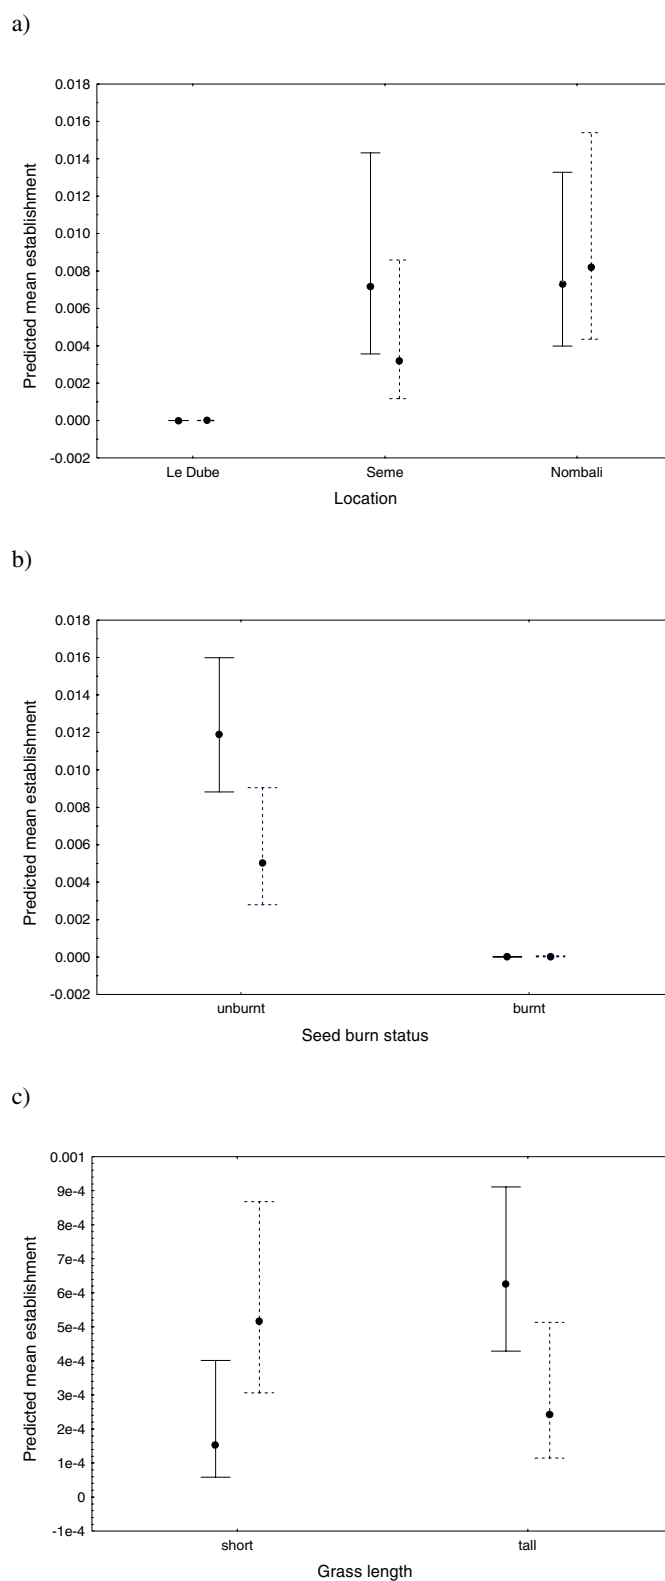 a)
0.018
0.016
0.014
0.012
0.010
0.008
0.006
0.004
0.002
0.000
-0.002
Predicted mean establishment
Le Dube Seme Nombali
Location
b)
0.018
0.016
0.014
0.012
0.010
0.008
0.006
0.004
0.002
0.000
-0.002
Predicted mean establishment
unburnt burnt
Seed burn status
c)
0.001
9e-4
8e-4
7e-4
6e-4
5e-4
4e-4
3e-4
2e-4
1e-4
0
-1e-4
Predicted mean establishment
short tall
Grass length